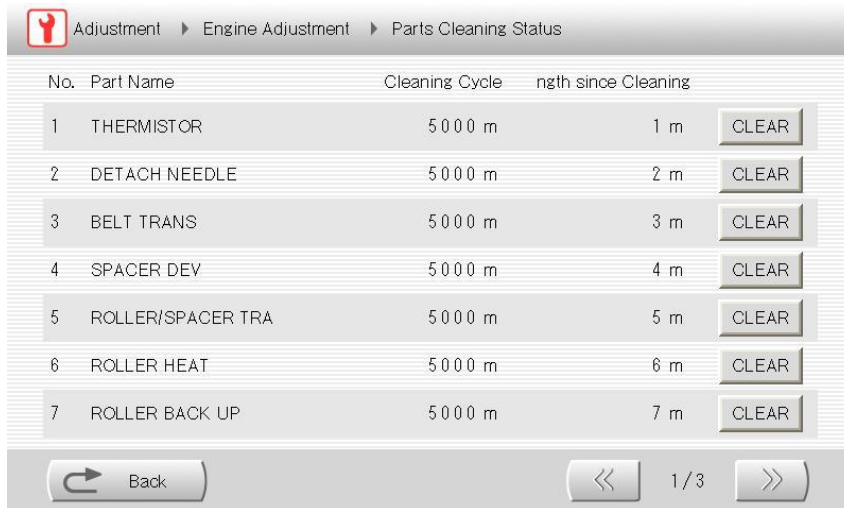 Adjustment ▶ Engine Adjustment ▶ Parts Cleaning Status
No. Part Name Cleaning Cycle ngth since Cleaning
1 THERMISTOR 5000 m 1 m CLEAR
2 DETACH NEEDLE 5000 m 2 m CLEAR
3 BELT TRANS 5000 m 3 m CLEAR
4 SPACER DEV 5000 m 4 m CLEAR
5 ROLLER/SPACER TRA 5000 m 5 m CLEAR
6 ROLLER HEAT 5000 m 6 m CLEAR
7 ROLLER BACK UP 5000 m 7 m CLEAR
Back 1/3